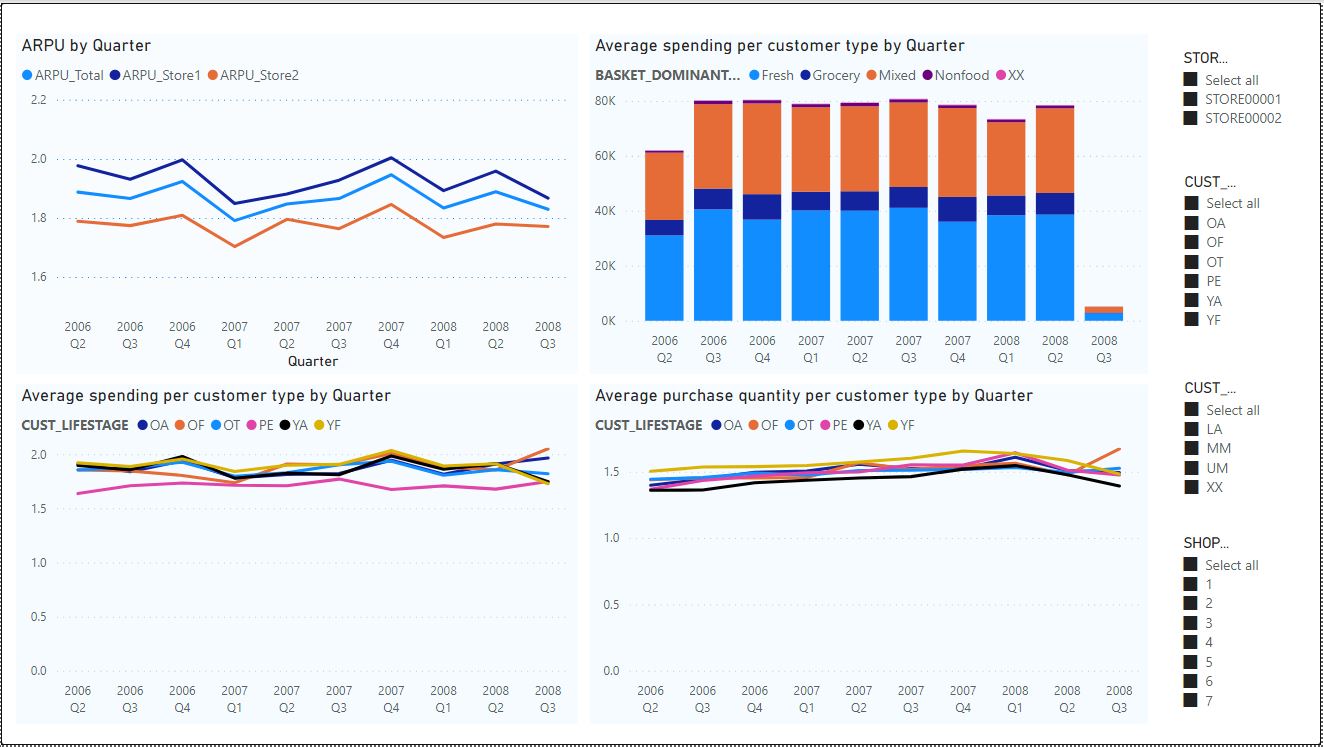 ARPU by Quarter
ARPU_Total ARPU_Store1 ARPU_Store2
2.2
2.0
1.8
1.6
2006 2006 2006 2007 2007 2007 2007 2008 2008 2008
Q2 Q3 Q4 Q1 Q2 Q3 Q4 Q1 Q2 Q3
Quarter
Average spending per customer type by Quarter
BASKET_DOMINANT... Fresh Grocery Mixed Nonfood XX
80K
60K
40K
20K
0K
2006 2006 2006 2007 2007 2007 2007 2008 2008 2008
Q2 Q3 Q4 Q1 Q2 Q3 Q4 Q1 Q2 Q3
Average spending per customer type by Quarter
CUST_LIFESTAGE OA OF OT PE YA YF
2.0
1.5
1.0
0.5
0.0
2006 2006 2006 2007 2007 2007 2007 2008 2008 2008
Q2 Q3 Q4 Q1 Q2 Q3 Q4 Q1 Q2 Q3
Average purchase quantity per customer type by Quarter
CUST_LIFESTAGE OA OF OT PE YA YF
1.5
1.0
0.5
0.0
2006 2006 2006 2007 2007 2007 2007 2008 2008 2008
Q2 Q3 Q4 Q1 Q2 Q3 Q4 Q1 Q2 Q3
STOR...
Select all
STORE00001
STORE00002
CUST_...
Select all
OA
OF
OT
PE
YA
YF
CUST_...
Select all
LA
MM
UM
XX
SHOP...
Select all
1
2
3
4
5
6
7